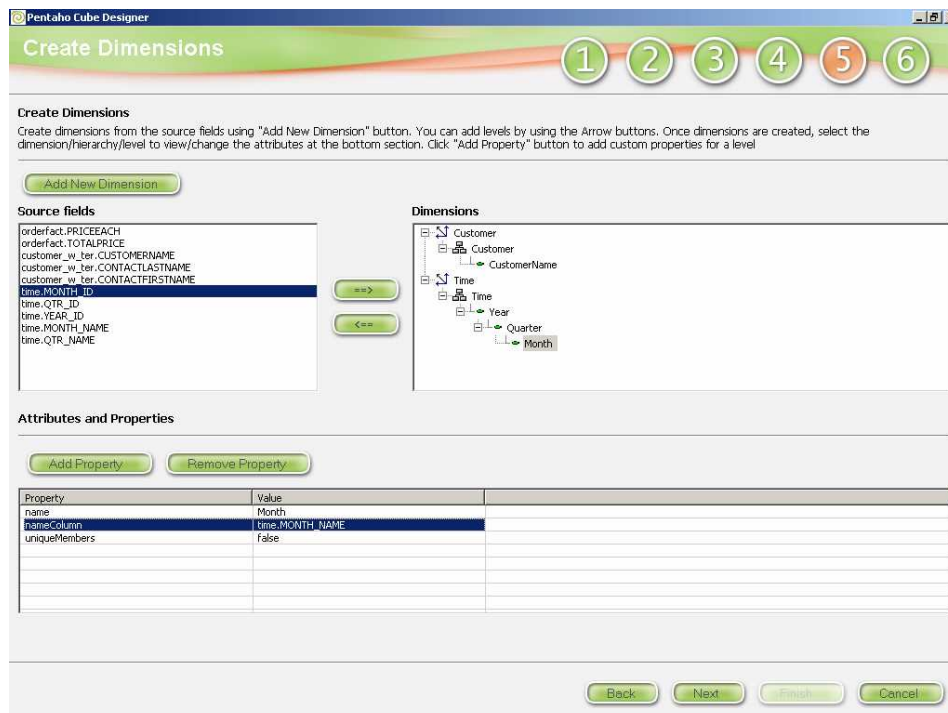 Pentaho Cube Designer
Create Dimensions
1 2 3 4 5 6
Create Dimensions
Create dimensions from the source fields using "Add New Dimension" button. You can add levels by using the Arrow buttons. Once dimensions are created, select the
dimension/hierarchy/level to view/change the attributes at the bottom section. Click "Add Property" button to add custom properties for a level
Add New Dimension
Source fields
orderfact.PRICEEACH
orderfact.TOTALPRICE
customer_w_ter.CUSTOMERNAME
customer_w_ter.CONTACTLASTNAME
customer_w_ter.CONTACTFIRSTNAME
time.MONTH_ID
time.QTR_ID
time.YEAR_ID
time.MONTH_NAME
time.QTR_NAME
==>
<==
Dimensions
Customer
Customer
CustomerName
Time
Time
Year
Quarter
Month
Attributes and Properties
Add Property Remove Property
Property Value
name Month
nameColumn time.MONTH_NAME
uniqueMembers false
Back Next Finish Cancel